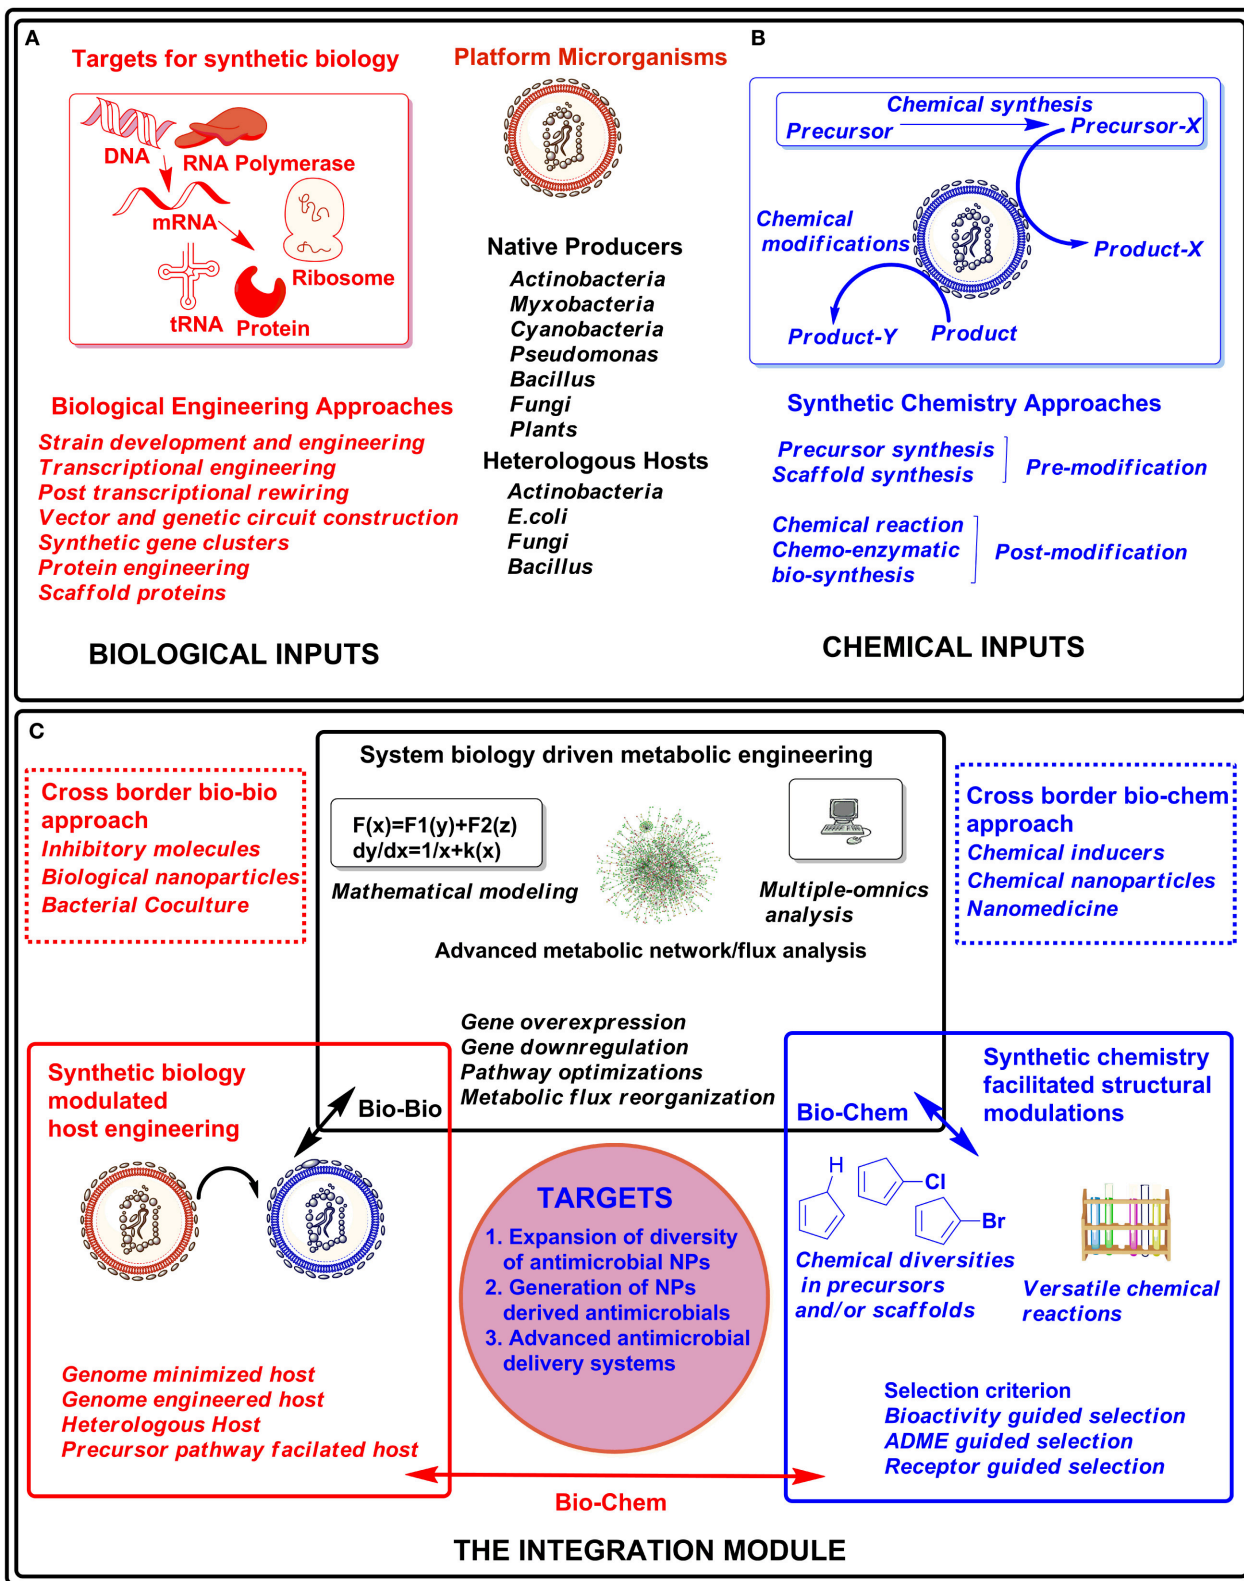 A
Targets for synthetic biology
DNA
RNA Polymerase
mRNA
Ribosome
tRNA
Protein
Biological Engineering Approaches
Strain development and engineering
Transcriptional engineering
Post transcriptional rewiring
Vector and genetic circuit construction
Synthetic gene clusters
Protein engineering
Scaffold proteins
BIOLOGICAL INPUTS
Platform Microrganisms
Native Producers
Actinobacteria
Myxobacteria
Cyanobacteria
Pseudomonas
Bacillus
Fungi
Plants
Heterologous Hosts
Actinobacteria
E.coli
Fungi
Bacillus
B
Chemical synthesis
Precursor
Precursor-X
Chemical
modifications
Product-X
Product-Y
Product
Synthetic Chemistry Approaches
Precursor synthesis
Scaffold synthesis
Pre-modification
Chemical reaction
Chemo-enzymatic
bio-synthesis
Post-modification
CHEMICAL INPUTS
C
System biology driven metabolic engineering
Cross border bio-bio
approach
Inhibitory molecules
Biological nanoparticles
Bacterial Coculture
F(x)=F1(y)+F2(z)
dy/dx=1/x+k(x)
Mathematical modeling
Multiple-omnics
analysis
Advanced metabolic network/flux analysis
Gene overexpression
Gene downregulation
Pathway optimizations
Metabolic flux reorganization
Cross border bio-chem
approach
Chemical inducers
Chemical nanoparticles
Nanomedicine
Synthetic biology
modulated
host engineering
Bio-Bio
Genome minimized host
Genome engineered host
Heterologous Host
Precursor pathway facilated host
TARGETS
1. Expansion of diversity
of antimicrobial NPs
2. Generation of NPs
derived antimicrobials
3. Advanced antimicrobial
delivery systems
Bio-Chem
Synthetic chemistry
facilitated structural
modulations
H
Cl
Br
Chemical diversities
in precursors
and/or scaffolds
Versatile chemical
reactions
Selection criterion
Bioactivity guided selection
ADME guided selection
Receptor guided selection
Bio-Chem
THE INTEGRATION MODULE